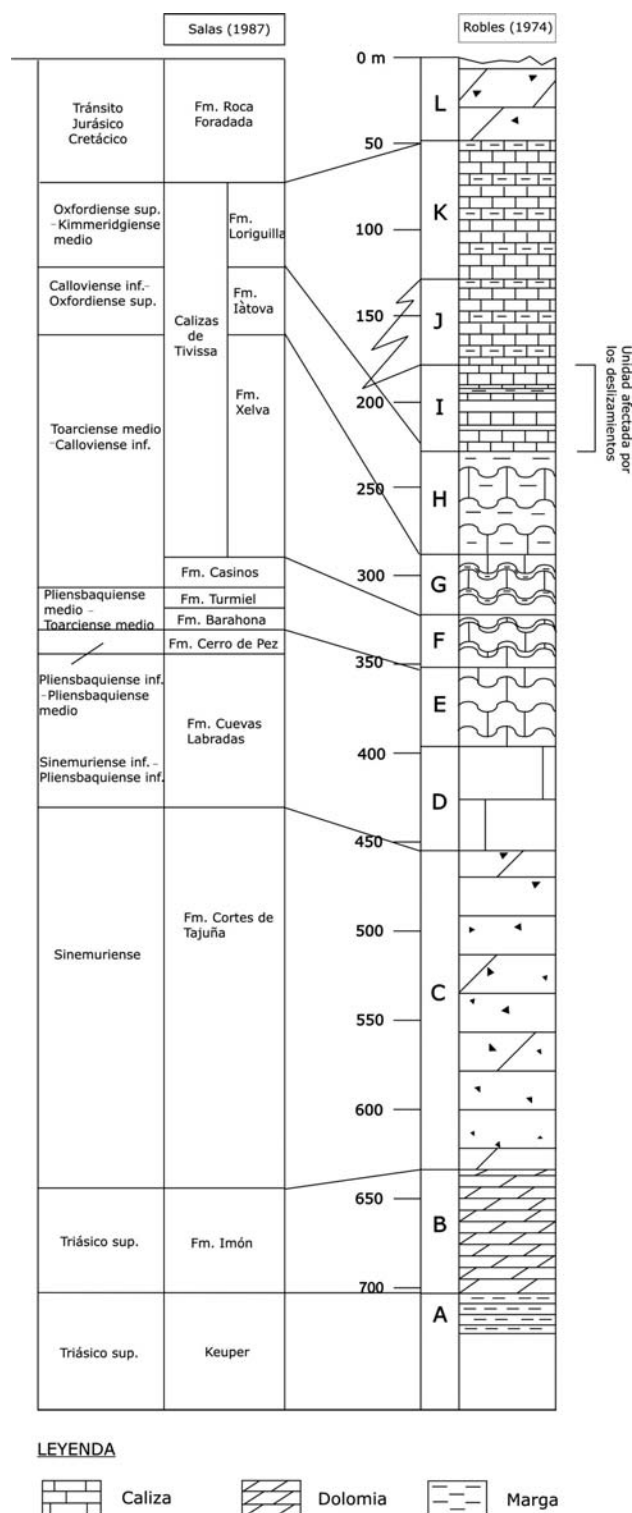 Salas (1987)
Robles (1974)
Tránsito
Jurásico
Cretácico
Fm. Roca
Foradada
Oxfordiense sup.
-Kimmeridgiense
medio
Fm.
Loriguilla
Calloviense inf.-
Oxfordiense sup.
Fm.
Iàtova
Calizas
de
Tivissa
Toarciense medio
-Calloviense inf.
Fm.
Xelva
Fm. Casinos
Pliensbaquiense
medio -
Toarciense medio
Fm. Turmiel
Fm. Barahona
Fm. Cerro de Pez
Pliensbaquiense inf.
-Pliensbaquiense
medio
Sinemuriense inf.-
Pliensbaquiense inf.
Fm. Cuevas
Labradas
Sinemuriense
Fm. Cortes de
Tajuña
Triásico sup.
Fm. Imón
Triásico sup.
Keuper
0 m
50
100
150
200
250
300
350
400
450
500
550
600
650
700
L
K
J
I
H
G
F
E
D
C
B
A
Unidad afectada por
los deslizamientos
LEYENDA
Caliza
Dolomia
Marga